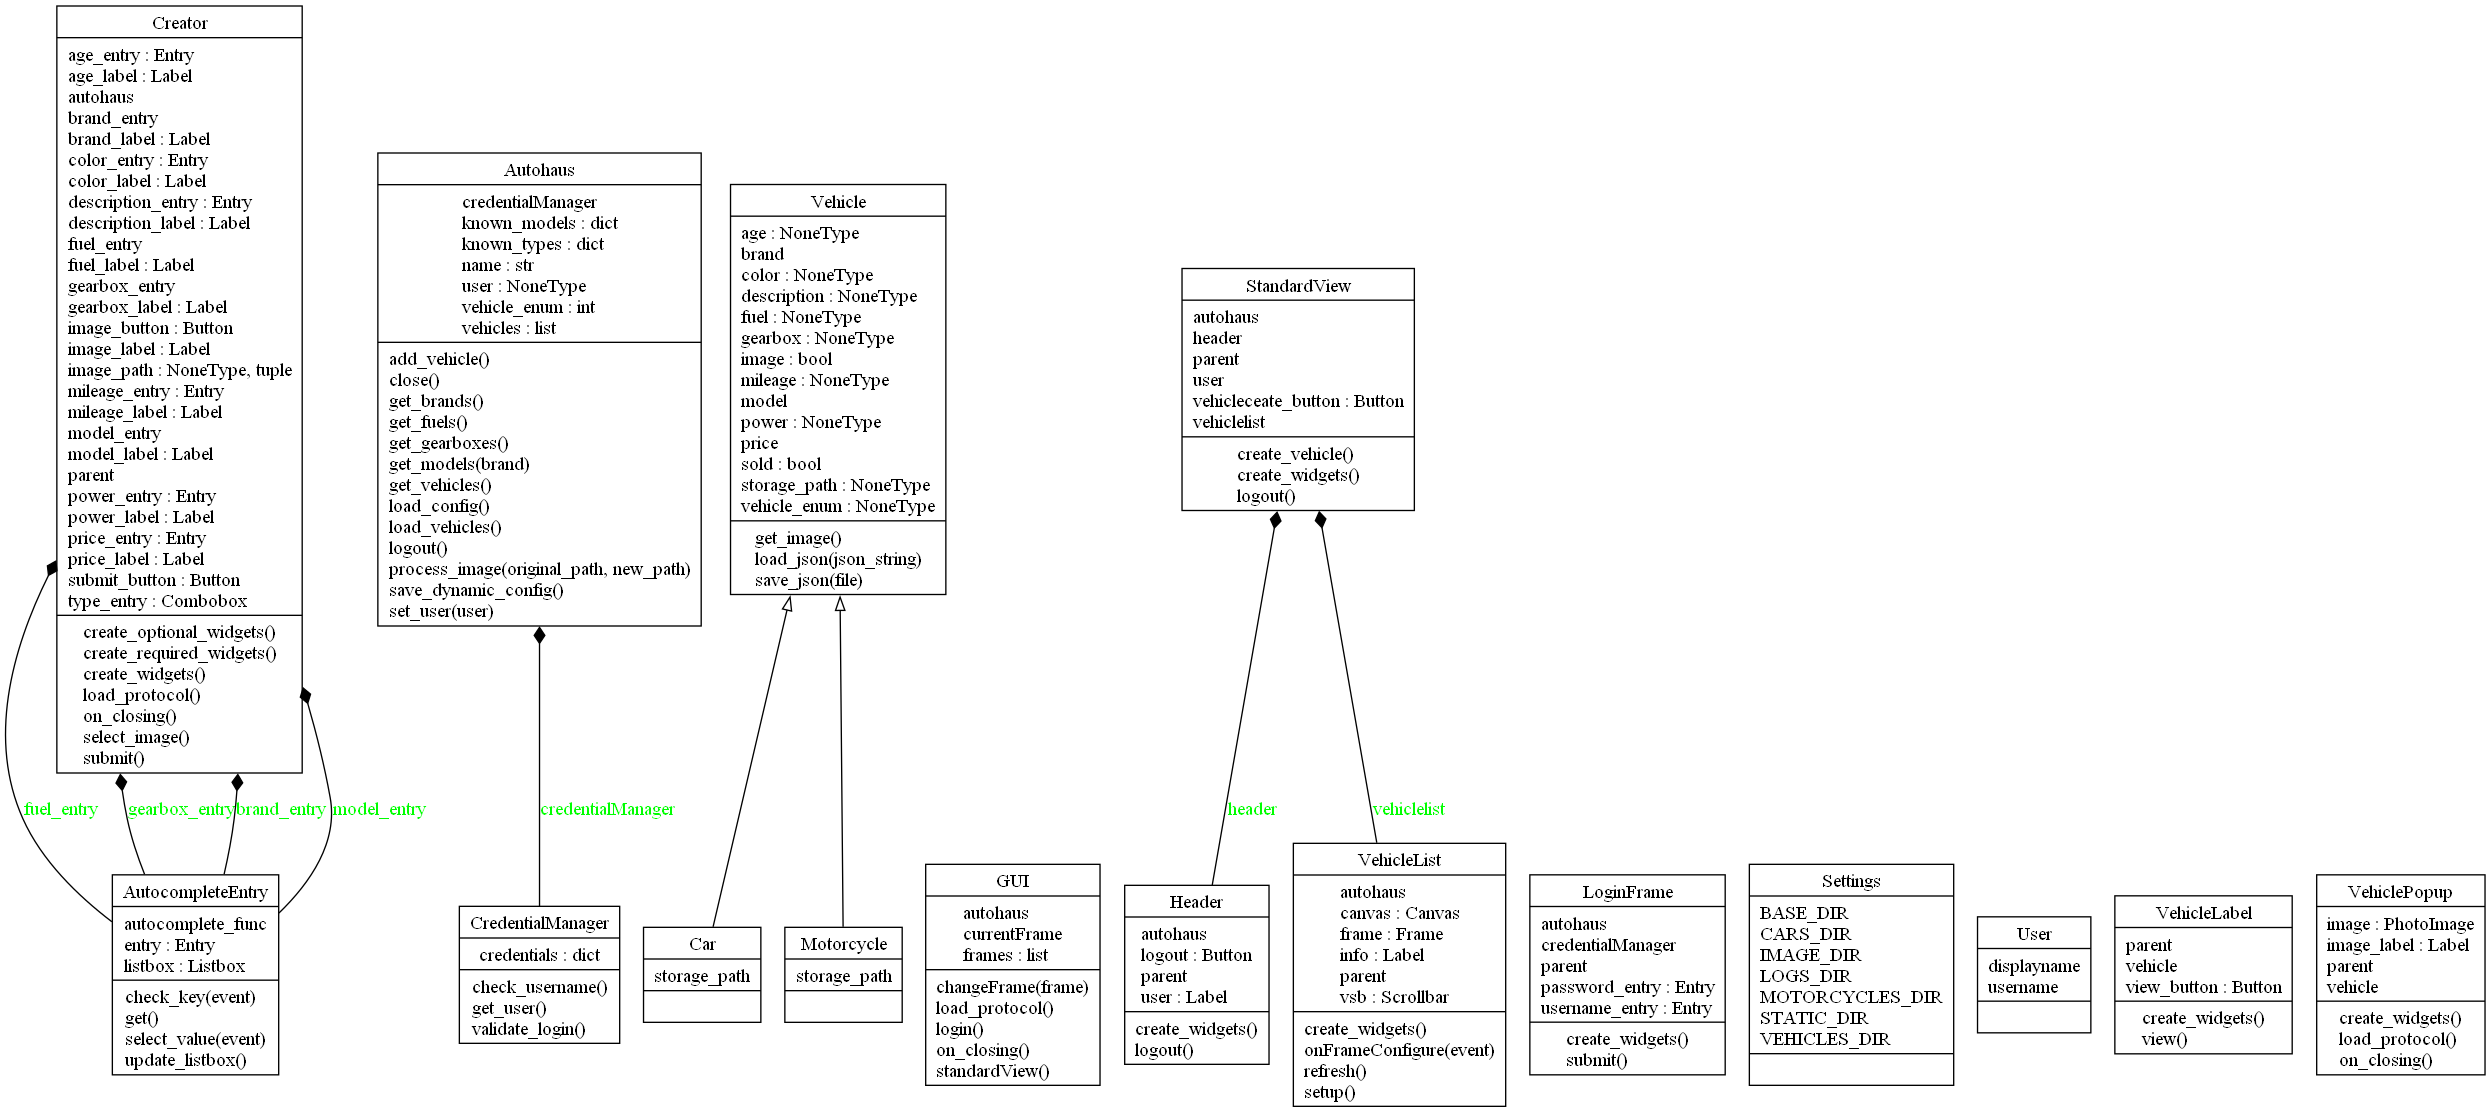 Creator
age_entry : Entry
age_label : Label
autohaus
brand_entry
brand_label : Label
color_entry : Entry
color_label : Label
description_entry : Entry
description_label : Label
fuel_entry
fuel_label : Label
gearbox_entry
gearbox_label : Label
image_button : Button
image_label : Label
image_path : NoneType, tuple
mileage_entry : Entry
mileage_label : Label
model_entry
model_label : Label
parent
power_entry : Entry
power_label : Label
price_entry : Entry
price_label : Label
submit_button : Button
type_entry : Combobox
create_optional_widgets()
create_required_widgets()
create_widgets()
load_protocol()
on_closing()
select_image()
submit()
Autohaus
credentialManager
known_models : dict
known_types : dict
name : str
user : NoneType
vehicle_enum : int
vehicles : list
add_vehicle()
close()
get_brands()
get_fuels()
get_gearboxes()
get_models(brand)
get_vehicles()
load_config()
load_vehicles()
logout()
process_image(original_path, new_path)
save_dynamic_config()
set_user(user)
Vehicle
age : NoneType
brand
color : NoneType
description : NoneType
fuel : NoneType
gearbox : NoneType
image : bool
mileage : NoneType
model
power : NoneType
price
sold : bool
storage_path : NoneType
vehicle_enum : NoneType
get_image()
load_json(json_string)
save_json(file)
StandardView
autohaus
header
parent
user
vehicleceate_button : Button
vehiclelist
create_vehicle()
create_widgets()
logout()
fuel_entry
gearbox_entry
brand_entry
model_entry
credentialManager
header
vehiclelist
AutocompleteEntry
autocomplete_func
entry : Entry
listbox : Listbox
check_key(event)
get()
select_value(event)
update_listbox()
CredentialManager
credentials : dict
check_username()
get_user()
validate_login()
Car
storage_path
Motorcycle
storage_path
GUI
autohaus
currentFrame
frames : list
changeFrame(frame)
load_protocol()
login()
on_closing()
standardView()
Header
autohaus
logout : Button
parent
user : Label
create_widgets()
logout()
VehicleList
autohaus
canvas : Canvas
frame : Frame
info : Label
parent
vsb : Scrollbar
create_widgets()
onFrameConfigure(event)
refresh()
setup()
LoginFrame
autohaus
credentialManager
parent
password_entry : Entry
username_entry : Entry
create_widgets()
submit()
Settings
BASE_DIR
CARS_DIR
IMAGE_DIR
LOGS_DIR
MOTORCYCLES_DIR
STATIC_DIR
VEHICLES_DIR
User
displayname
username
VehicleLabel
parent
vehicle
view_button : Button
create_widgets()
view()
VehiclePopup
image : PhotoImage
image_label : Label
parent
vehicle
create_widgets()
load_protocol()
on_closing()